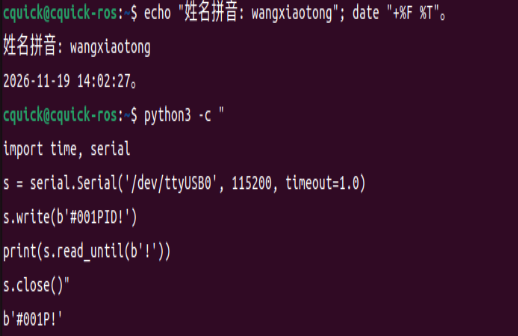 cquick@cquick-ros:~$ echo "姓名拼音: wangxiaotong"; date "+%F %T"。
姓名拼音: wangxiaotong
2026-11-19 14:02:27。
cquick@cquick-ros:~$ python3 -c "
import time, serial
s = serial.Serial('/dev/ttyUSB0', 115200, timeout=1.0)
s.write(b'#001PID!')
print(s.read_until(b'!'))
s.close()"
b'#001P!'